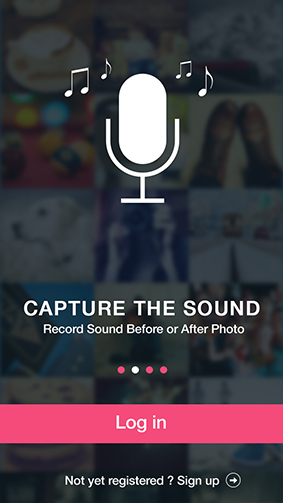 CAPTURE THE SOUND
Record Sound Before or After Photo
Log in
Not yet registered ? Sign up